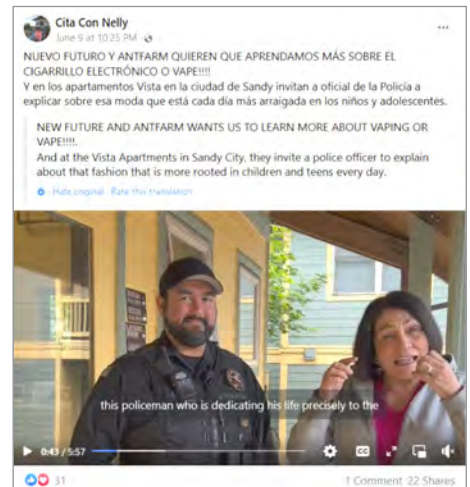 Cita Con Nelly
June 9 at 10:25 PM ·
NUEVO FUTURO Y ANTFARM QUIEREN QUE APRENDAMOS MÁS SOBRE EL
CIGARRILLO ELECTRÓNICO O VAPE!!!!
Y en los apartamentos Vista en la ciudad de Sandy invitan a oficial de la Policía a
explicar sobre esa moda que está cada día más arraigada en los niños y adolescentes.
NEW FUTURE AND ANTFARM WANTS US TO LEARN MORE ABOUT VAPING OR
VAPE!!!!.
And at the Vista Apartments in Sandy City, they invite a police officer to explain
about that fashion that is more rooted in children and teens every day.
· Hide original · Rate this translation
this policeman who is dedicating his life precisely to the
0:43 / 5:57
CC
31
1 Comment 22 Shares